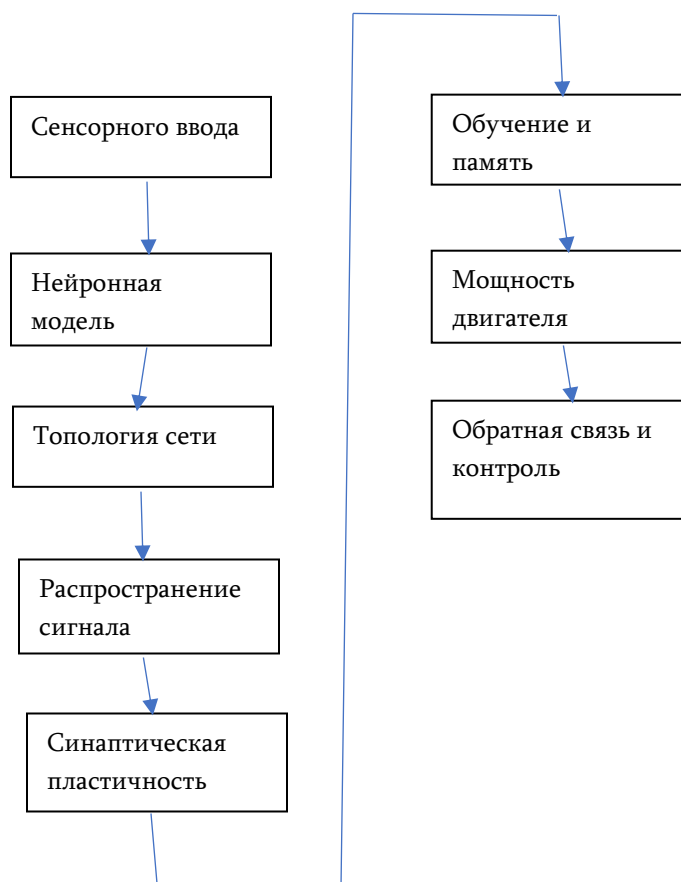 Сенсорного ввода
Нейронная
модель
Топология сети
Распространение
сигнала
Синаптическая
пластичность
Обучение и
память
Мощность
двигателя
Обратная связь и
контроль